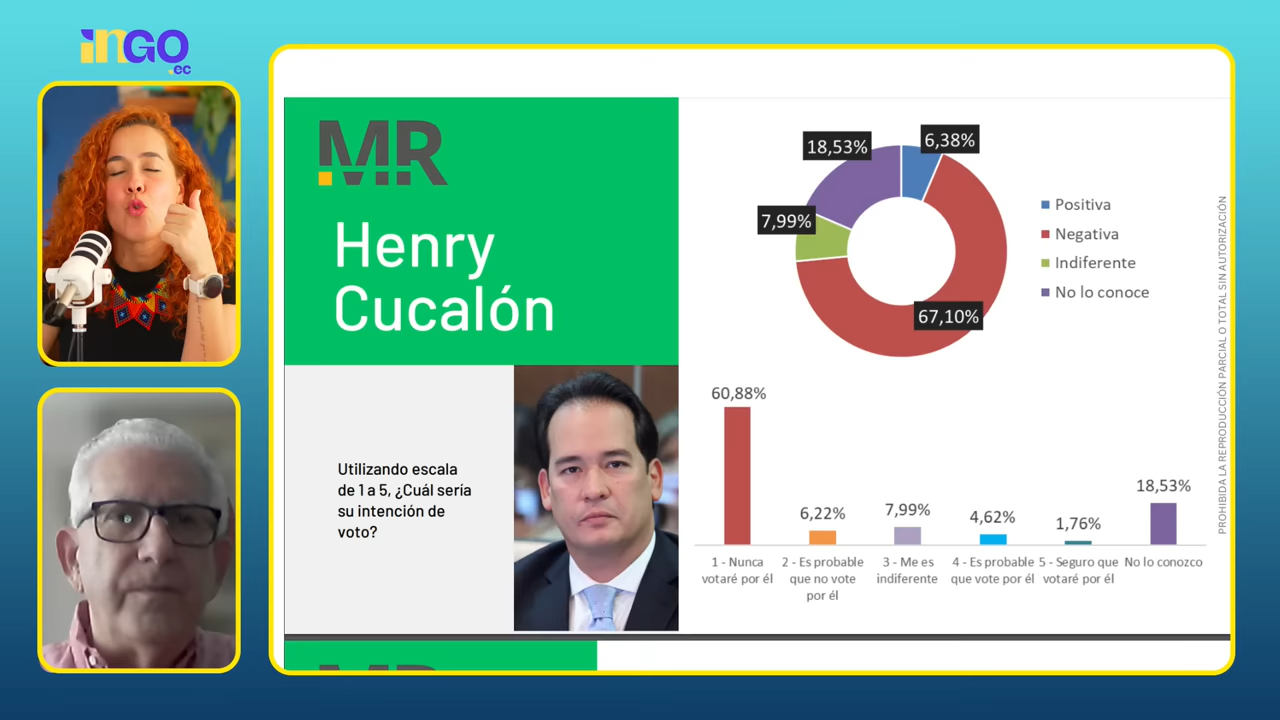 inGO
.ec
MR
Henry
Cucalón
Utilizando escala
de 1 a 5, ¿Cuál sería
su intención de
voto?
18,53%
6,38%
7,99%
67,10%
Positiva
Negativa
Indiferente
No lo conoce
60,88%
6,22%
7,99%
4,62%
1,76%
18,53%
1 - Nunca
votaré por él
2 - Es probable
que no vote
por él
3 - Me es
indiferente
4 - Es probable
que vote por él
5 - Seguro que
votaré por él
No lo conozco
PROHIBIDA LA REPRODUCCIÓN PARCIAL O TOTAL SIN AUTORIZACIÓN
MR